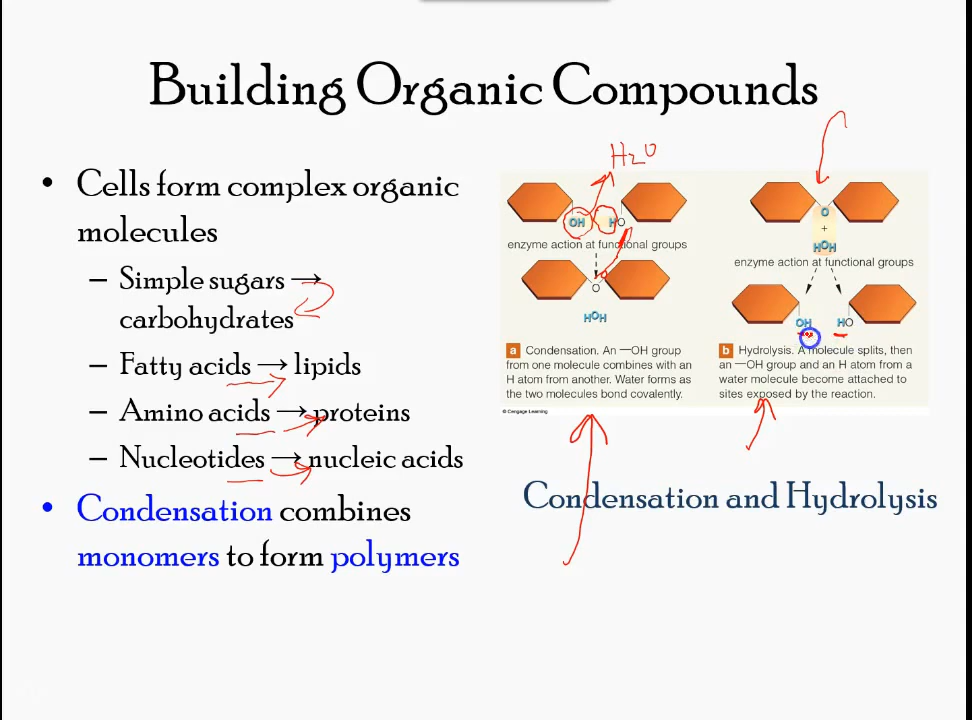 Building Organic Compounds
• Cells form complex organic
molecules
– Simple sugars →
carbohydrates
– Fatty acids → lipids
– Amino acids → proteins
– Nucleotides → nucleic acids
• Condensation combines
monomers to form polymers
H2O
OH HO
enzyme action at functional groups
O
HOH
a Condensation. An —OH group
from one molecule combines with an
H atom from another. Water forms as
the two molecules bond covalently.
© Cengage Learning
O
+
HOH
enzyme action at functional groups
OH HO
b Hydrolysis. A molecule splits, then
an —OH group and an H atom from a
water molecule become attached to
sites exposed by the reaction.
Condensation and Hydrolysis